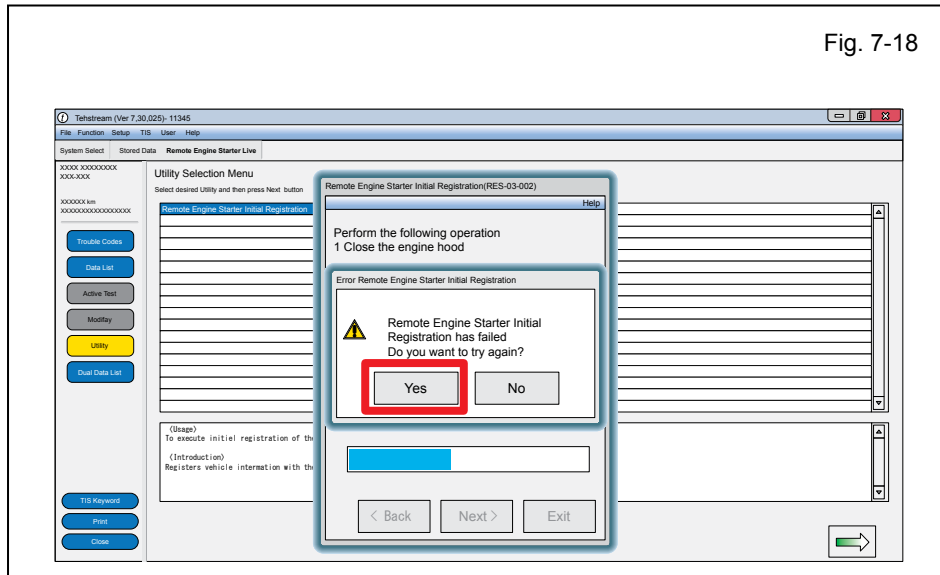 Fig. 7-18
Tehstream (Ver 7,30,025)- 11345
File Function Setup TIS User Help
System Select Stored Data Remote Engine Starter Live
XXXX XXXXXXXX
XXX-XXX
XXXXXX km
XXXXXXXXXXXXXXXXX
Trouble Codes
Data List
Active Test
Modifay
Utility
Dual Data List
TIS Keyword
Print
Close
Utility Selection Menu
Select desired Utility and then press Next button
Remote Engine Starter Initial Registration
(Usage)
To execute initiel registration of the
(Introduction)
Registers vehicle intermation with the
Remote Engine Starter Initial Registration(RES-03-002)
Help
Perform the following operation
1 Close the engine hood
Error Remote Engine Starter Initial Registration
Remote Engine Starter Initial
Registration has failed
Do you want to try again?
Yes No
< Back Next > Exit